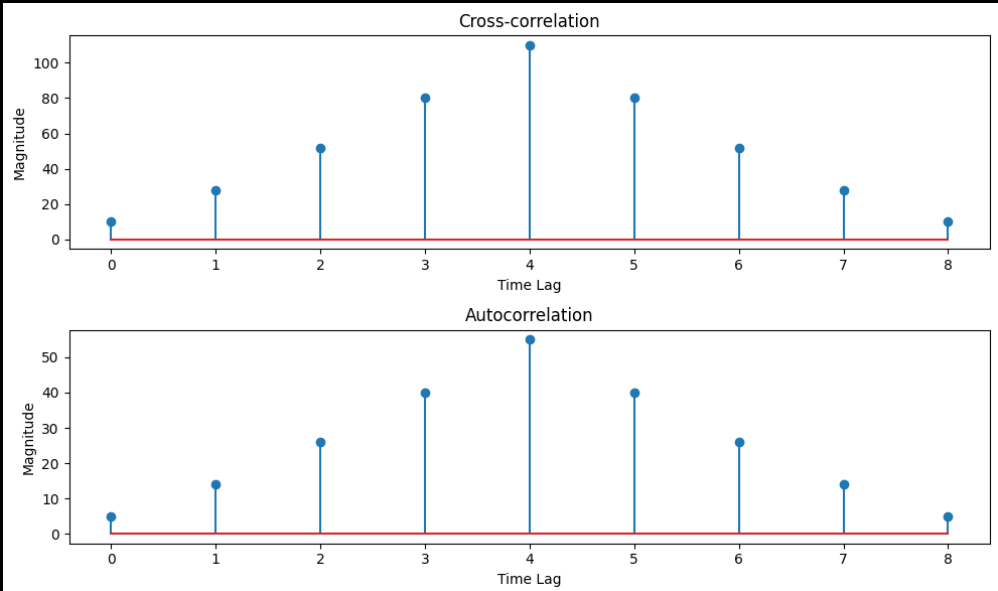 Cross-correlation
100
80
60
40
20
0
Magnitude
0 1 2 3 4 5 6 7 8
Time Lag
Autocorrelation
50
40
30
20
10
0
Magnitude
0 1 2 3 4 5 6 7 8
Time Lag